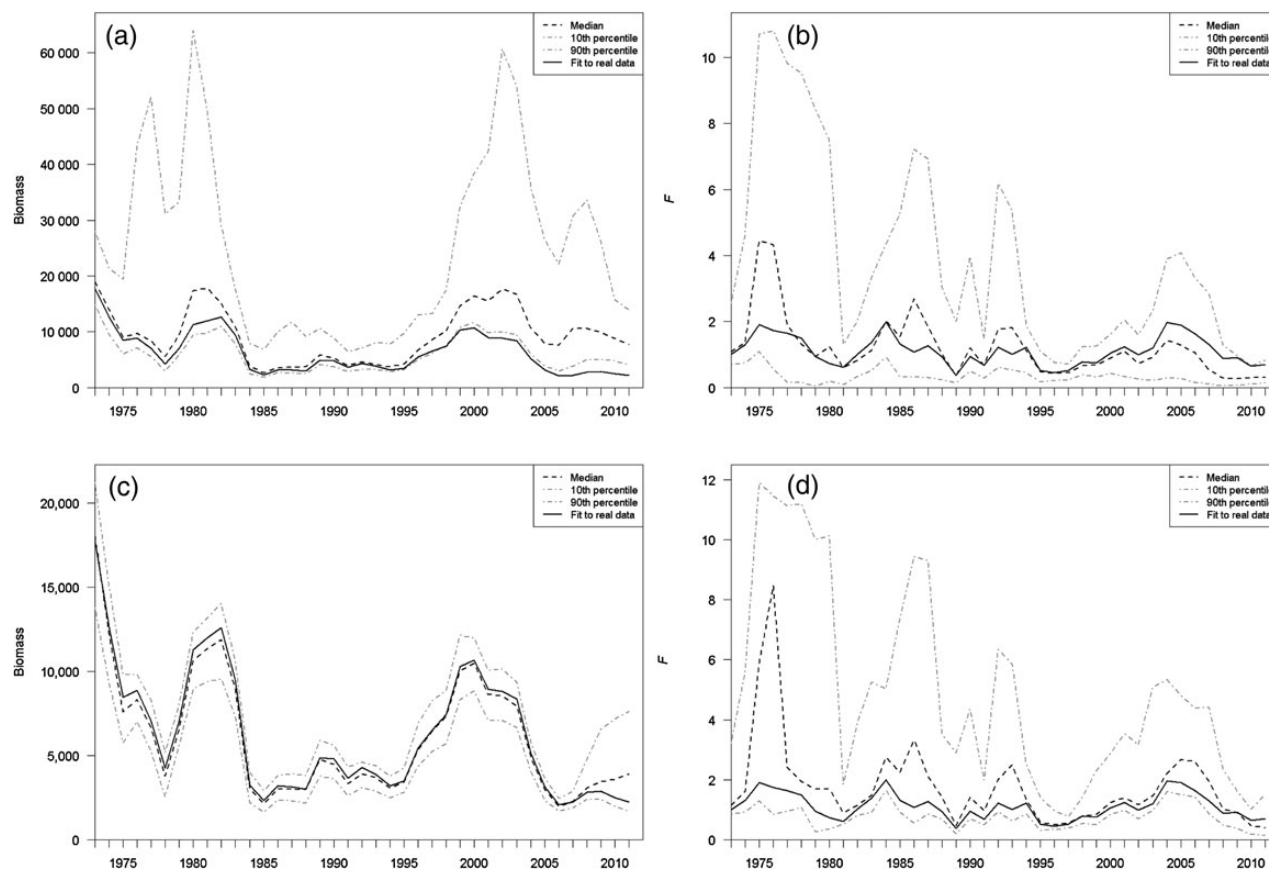 (a)
Median
10th percentile
90th percentile
Fit to real data
Biomass
60 000
50 000
40 000
30 000
20 000
10 000
0
1975 1980 1985 1990 1995 2000 2005 2010
(b)
Median
10th percentile
90th percentile
Fit to real data
F
10
8
6
4
2
0
1975 1980 1985 1990 1995 2000 2005 2010
(c)
Median
10th percentile
90th percentile
Fit to real data
Biomass
20,000
15,000
10,000
5,000
0
1975 1980 1985 1990 1995 2000 2005 2010
(d)
Median
10th percentile
90th percentile
Fit to real data
F
12
10
8
6
4
2
0
1975 1980 1985 1990 1995 2000 2005 2010